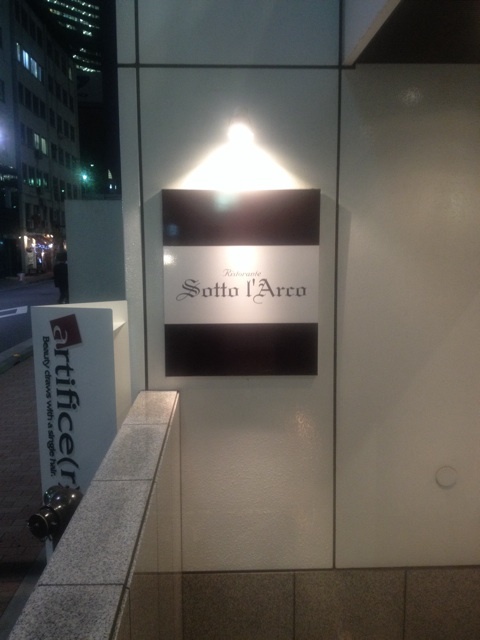 Ristorante
Sotto l'Arco
artifice(r
Beauty draws with a single hair.